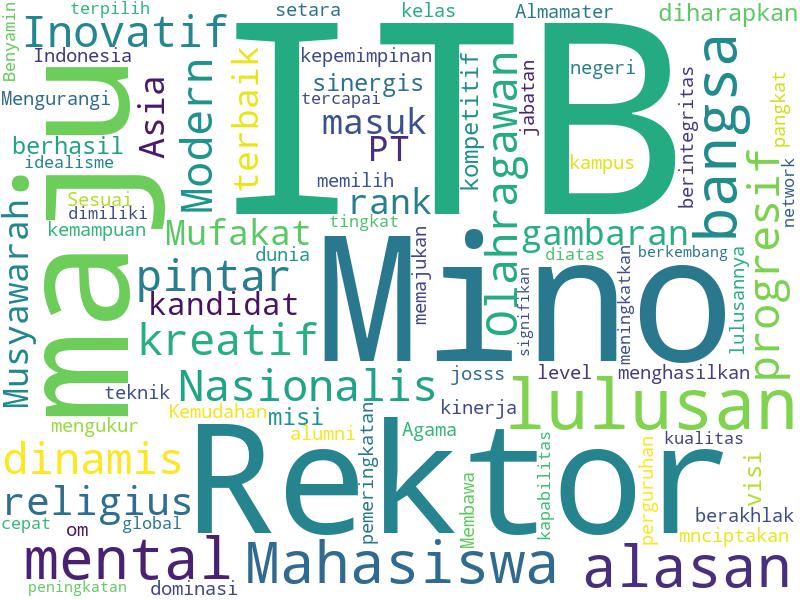 terpilih
setara
kelas
Almamater
diharapkan
Benyamin
Inovatif
ITB
Indonesia
kepemimpinan
negeri
Mengurangi
maju
Asia
Modern
terbaik
sinergis
tercapai
kompetitif
Olahragawan
jabatan
berintegritas
bangsa
pangkat
masuk
berhasil
PT
idealisme
kampus
memilih
network
progresif
Sesuai
dimiliki
rank
Musyawarah.
kemampuan
Mufakat
tingkat
gambaran
dunia
Mino
memajukan
diatas
meningkatkan
berkembang
lulusannya
pintar
kandidat
signifikan
kreatif
teknik
Nasionalis
josss
level
menghasilkan
lulusan
Kemudahan
misi
kinerja
mengukur
alumni
Rektor
pemeringkatan
Agama
kapabilitas
perguruan
kualitas
visi
dinamis
religius
Membawa
cepat
om
global
berakhlak
mnciptakan
mental
Mahasiswa
alasan
peningkatan
dominasi